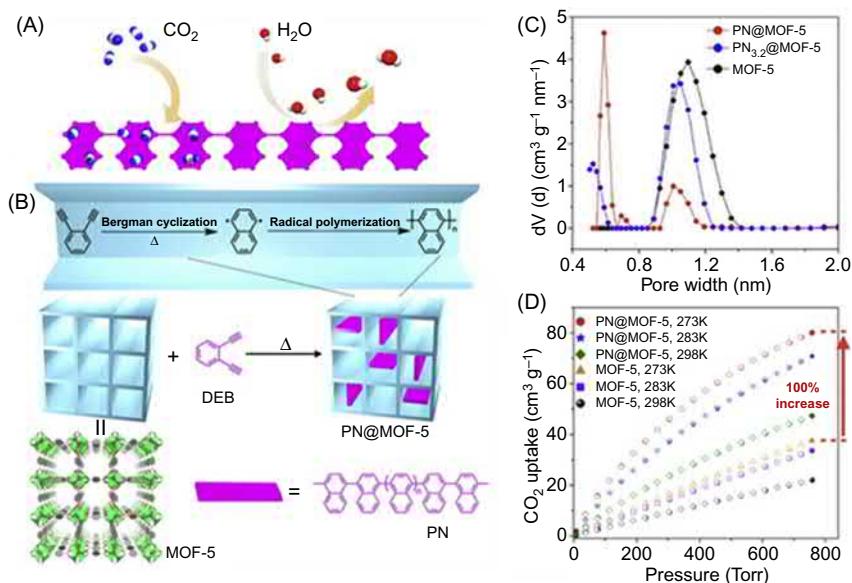 (A)
CO2
H2O
(B)
Bergman cyclization
Δ
Radical polymerization
n
+
Δ
DEB
PN@MOF-5
=
MOF-5
=
n
PN
(C)
PN@MOF-5
PN3.2@MOF-5
MOF-5
dV (d) (cm3 g−1 nm−1)
5
4
3
2
1
0
0.4
0.8
1.2
1.6
2.0
Pore width (nm)
(D)
PN@MOF-5, 273K
PN@MOF-5, 283K
PN@MOF-5, 298K
MOF-5, 273K
MOF-5, 283K
MOF-5, 298K
100%
increase
CO2 uptake (cm3 g−1)
100
80
60
40
20
0
0
200
400
600
800
Pressure (Torr)